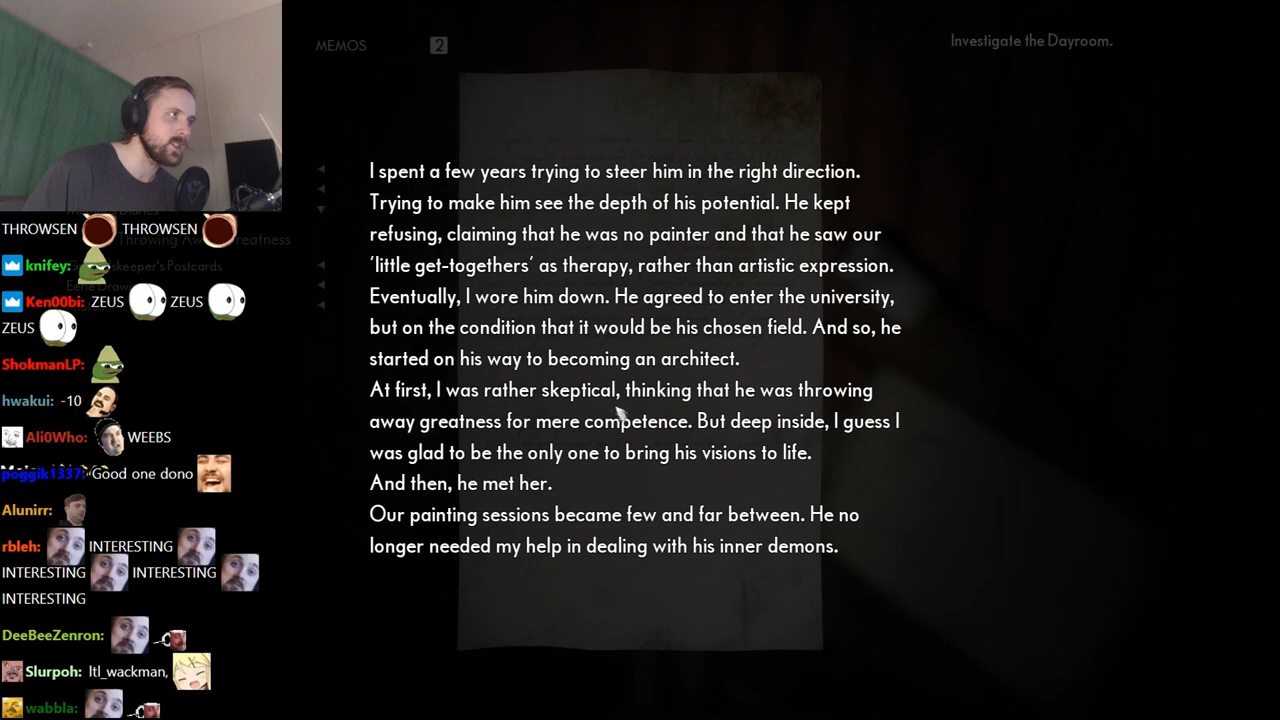 MEMOS
2
Investigate the Dayroom.
I spent a few years trying to steer him in the right direction.
Trying to make him see the depth of his potential. He kept
refusing, claiming that he was no painter and that he saw our
'little get-togethers' as therapy, rather than artistic expression.
Eventually, I wore him down. He agreed to enter the university,
but on the condition that it would be his chosen field. And so, he
started on his way to becoming an architect.
At first, I was rather skeptical, thinking that he was throwing
away greatness for mere competence. But deep inside, I guess I
was glad to be the only one to bring his visions to life.
And then, he met her.
Our painting sessions became few and far between. He no
longer needed my help in dealing with his inner demons.
THROWSEN THROWSEN
knifey:
Ken00bi: ZEUS ZEUS
ZEUS
ShokmanLP:
hwakui: -10
Ali0Who: WEEBS
poggik1337: Good one dono
Alunirr:
rbleh: INTERESTING
INTERESTING INTERESTING
INTERESTING
DeeBeeZenron:
Slurpoh: ltl_wackman,
wabbla: